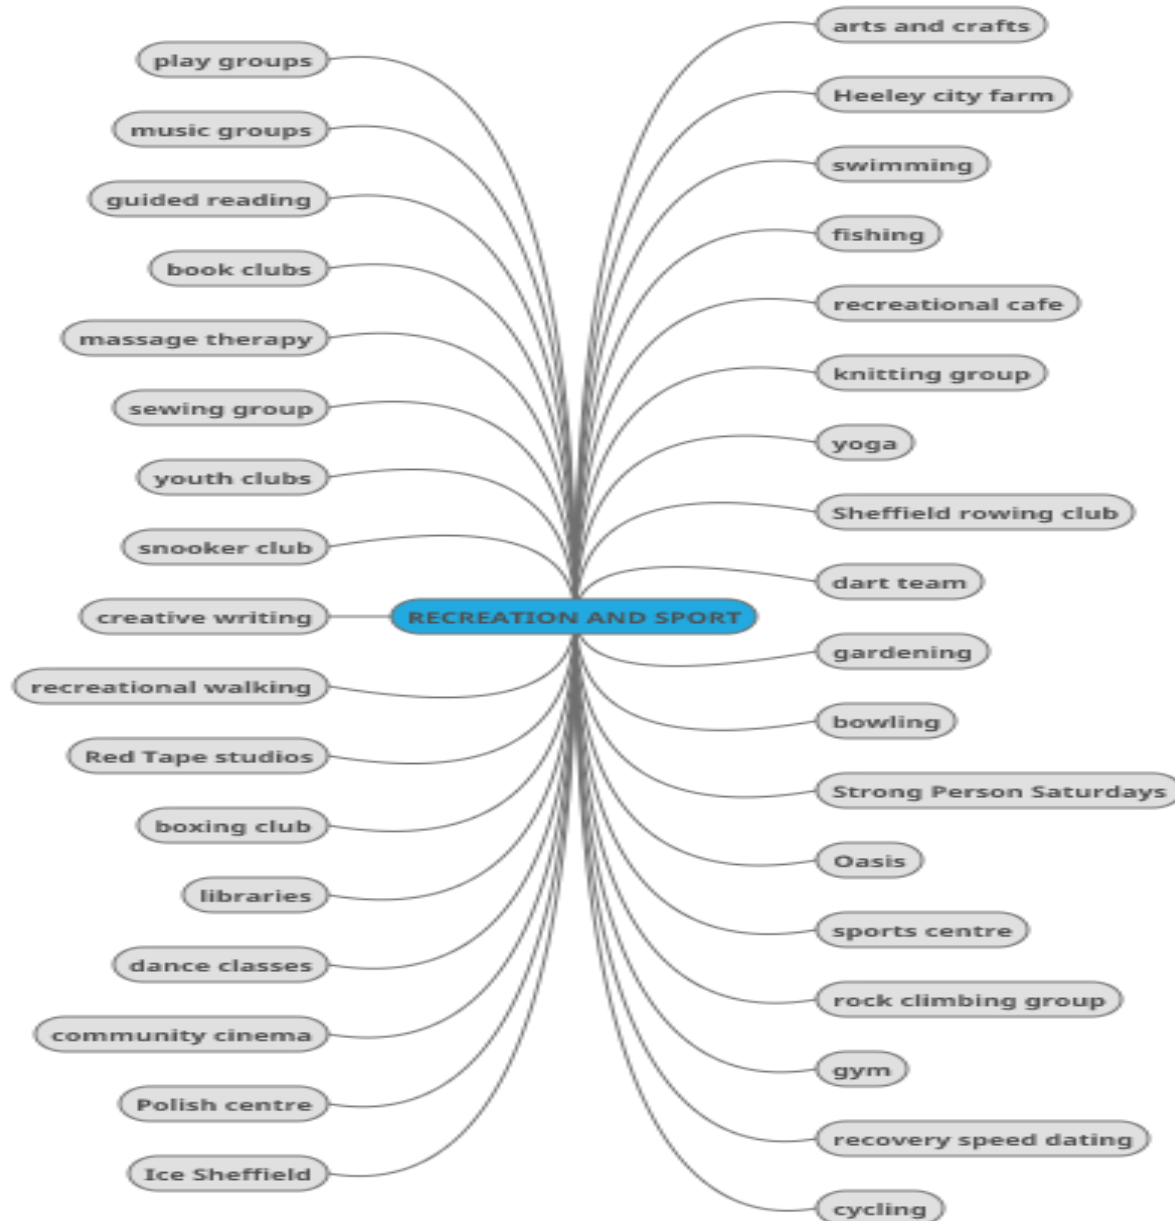 play groups
music groups
guided reading
book clubs
massage therapy
sewing group
youth clubs
snooker club
creative writing
recreational walking
Red Tape studios
boxing club
libraries
dance classes
community cinema
Polish centre
Ice Sheffield
RECREATION AND SPORT
arts and crafts
Heeley city farm
swimming
fishing
recreational cafe
knitting group
yoga
Sheffield rowing club
dart team
gardening
bowling
Strong Person Saturdays
Oasis
sports centre
rock climbing group
gym
recovery speed dating
cycling